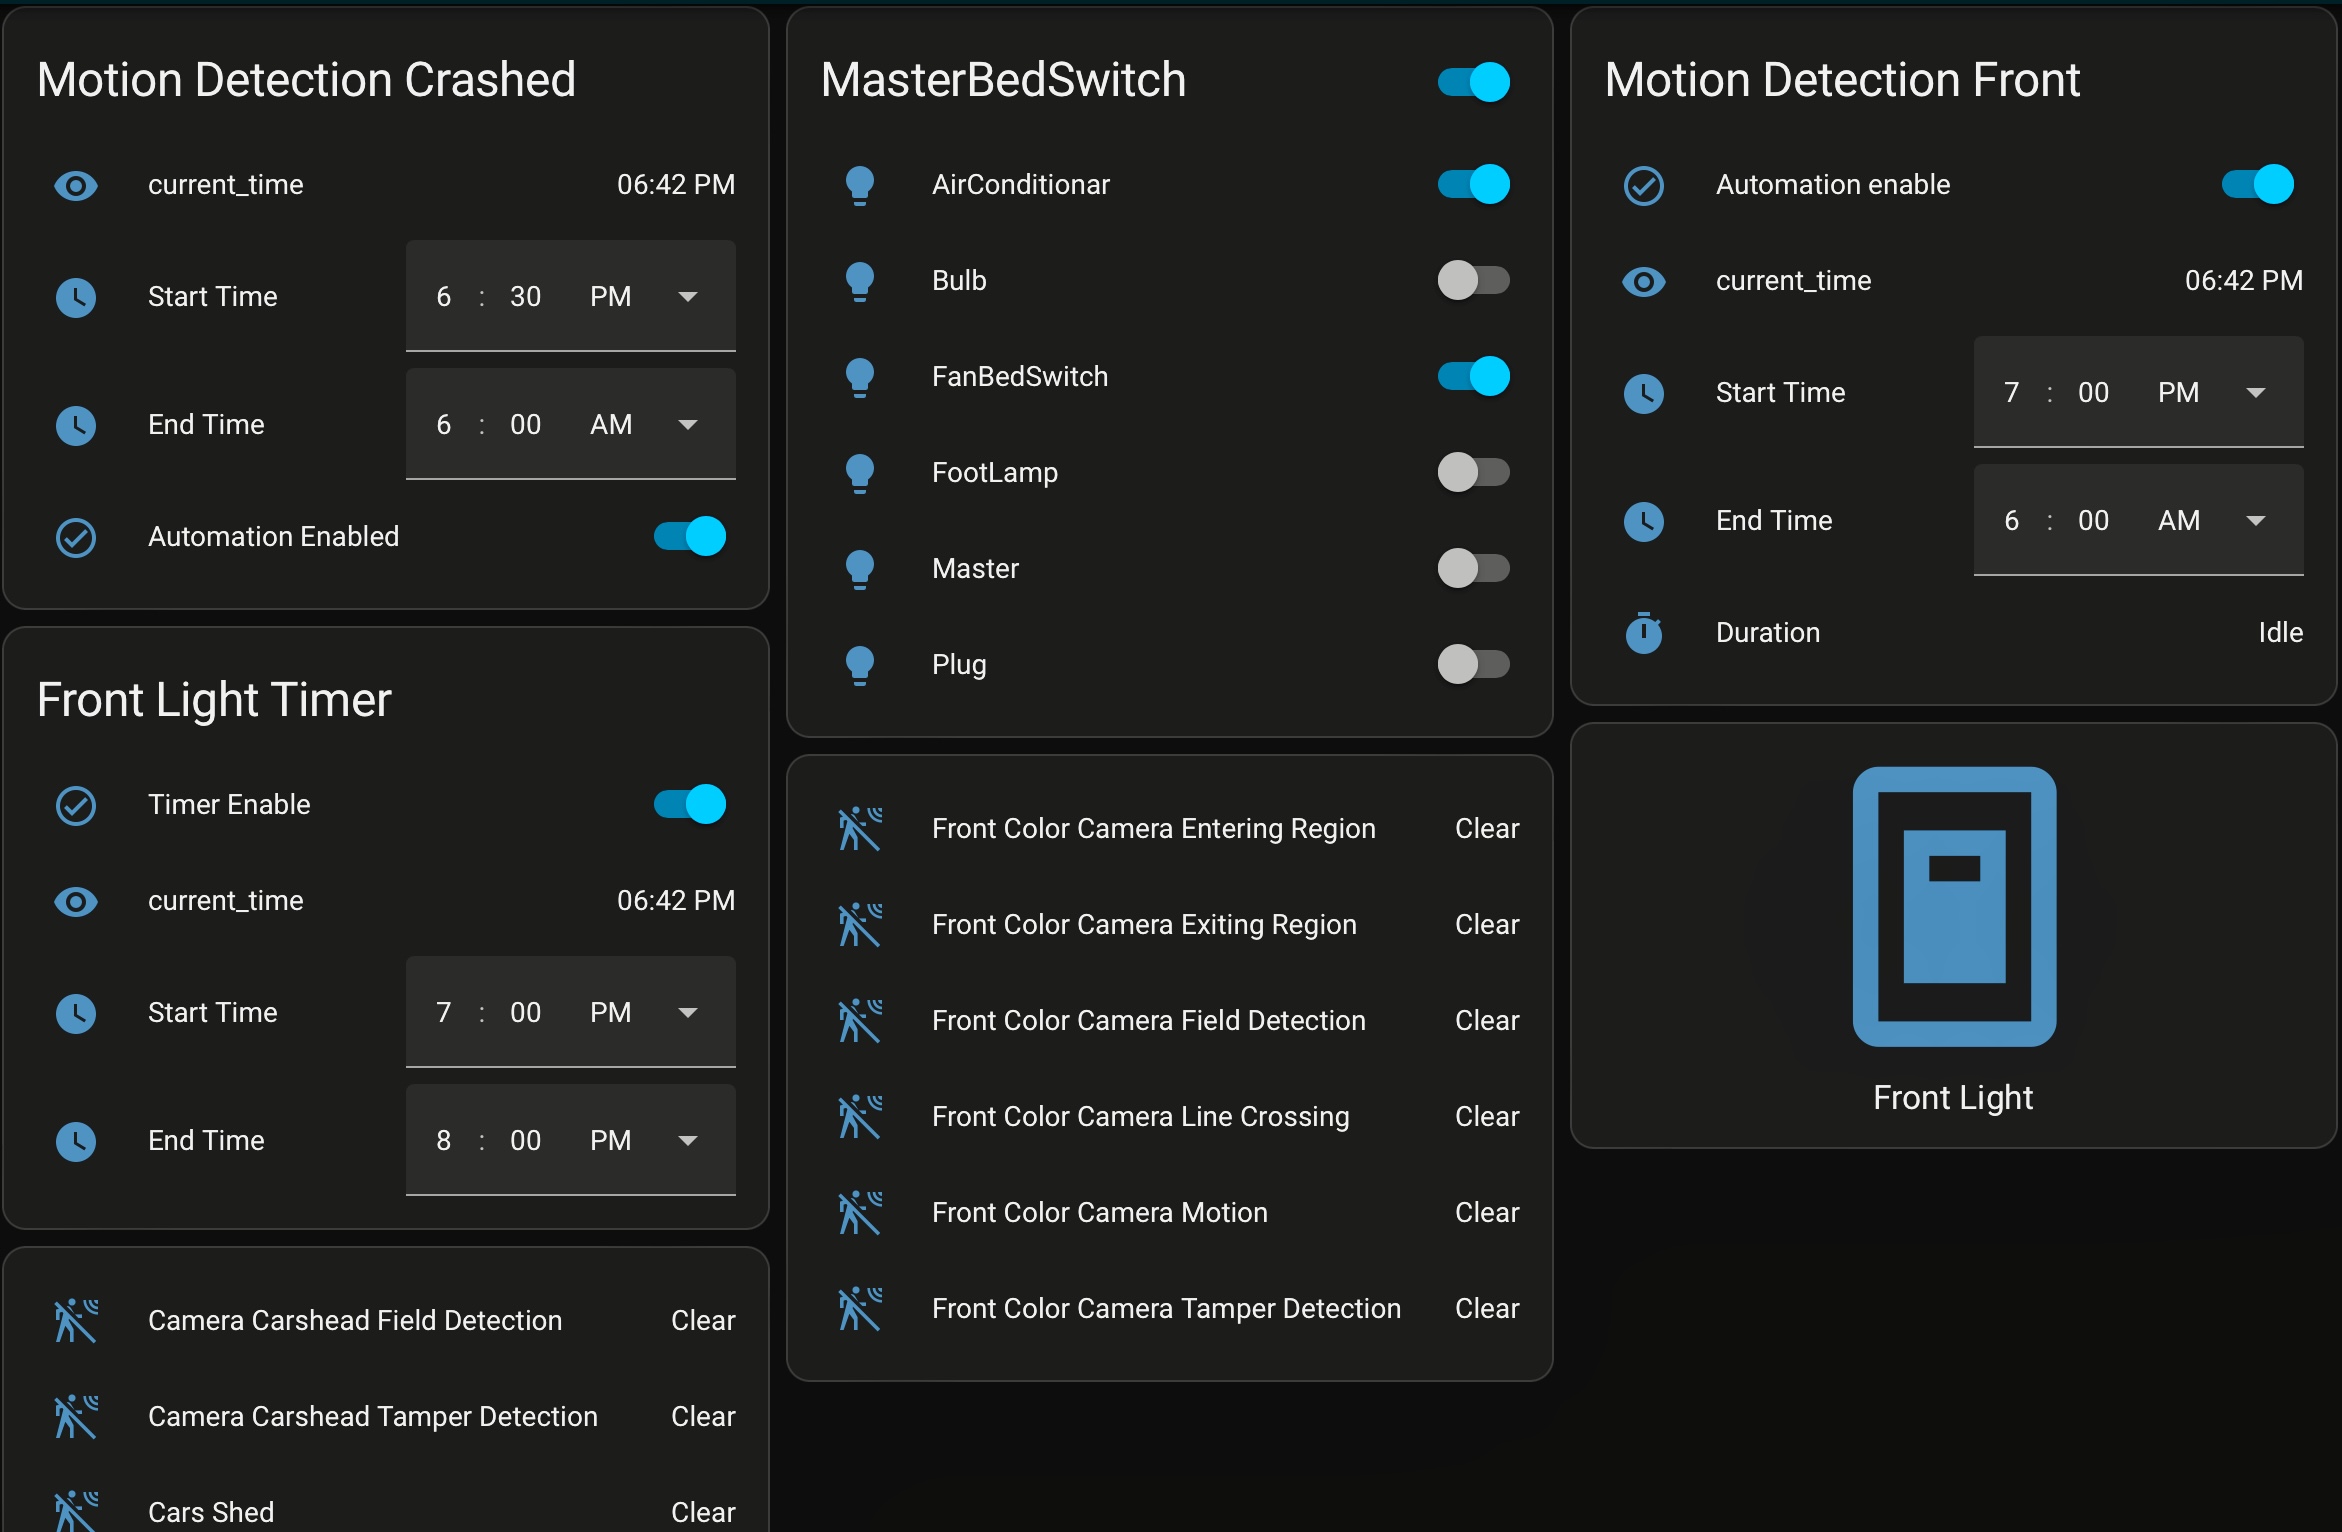 Motion Detection Crashed
current_time 06:42 PM
Start Time 6 : 30 PM
End Time 6 : 00 AM
Automation Enabled
Front Light Timer
Timer Enable
current_time 06:42 PM
Start Time 7 : 00 PM
End Time 8 : 00 PM
Camera Carshead Field Detection Clear
Camera Carshead Tamper Detection Clear
Cars Shed Clear
MasterBedSwitch
AirConditionar
Bulb
FanBedSwitch
FootLamp
Master
Plug
Front Color Camera Entering Region Clear
Front Color Camera Exiting Region Clear
Front Color Camera Field Detection Clear
Front Color Camera Line Crossing Clear
Front Color Camera Motion Clear
Front Color Camera Tamper Detection Clear
Motion Detection Front
Automation enable
current_time 06:42 PM
Start Time 7 : 00 PM
End Time 6 : 00 AM
Duration Idle
Front Light